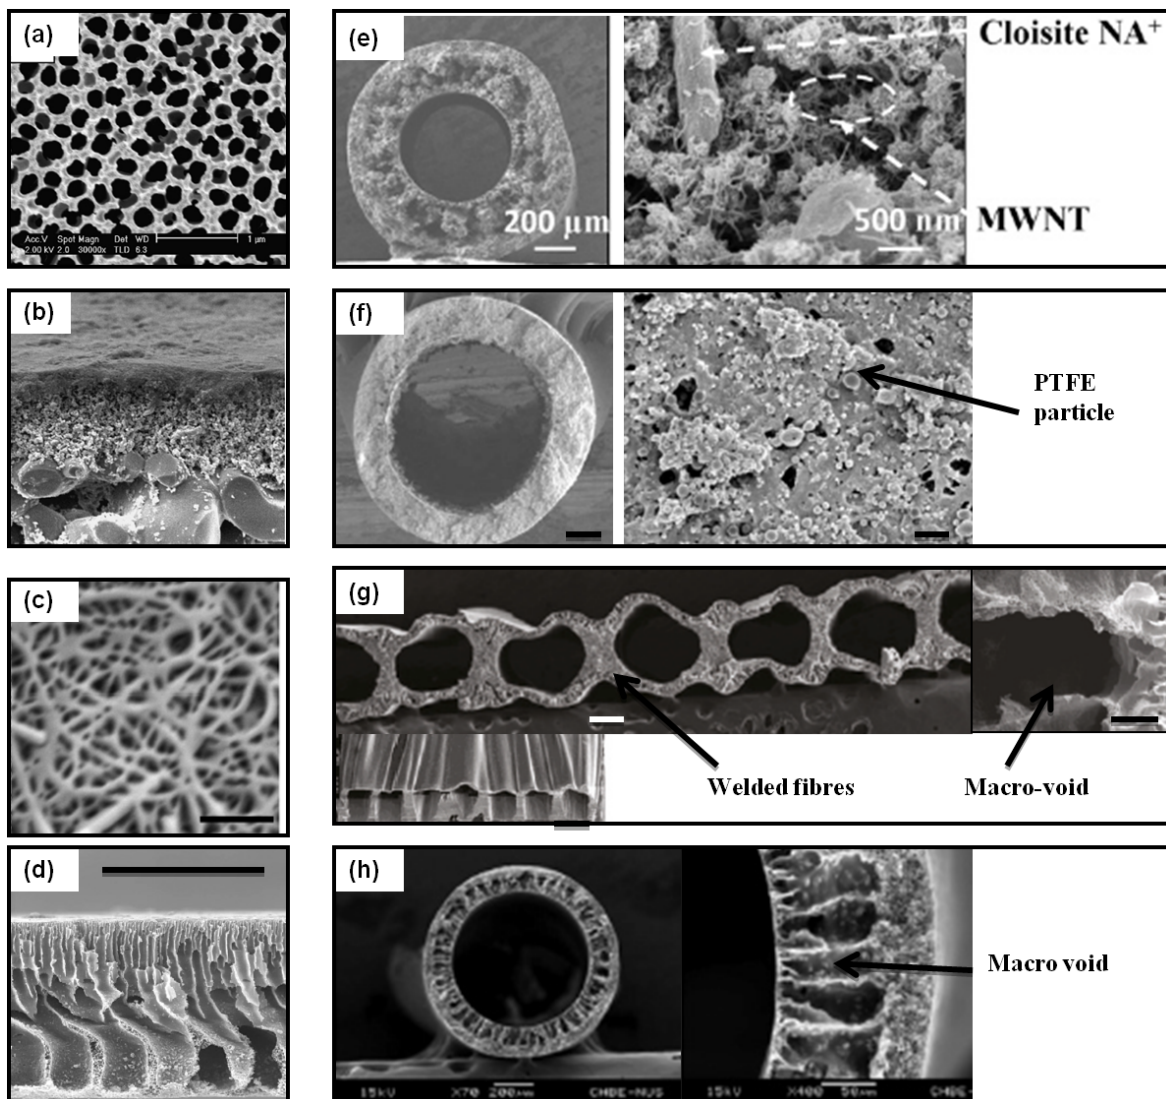 (a)
Acc.V Spot Magn Det WD 1 µm
2.00 kV 2.0 30000x TLD 6.3
(b)
(c)
(d)
(e)
Cloisite NA⁺
200 µm
500 nm
MWNT
(f)
PTFE
particle
(g)
Welded fibres
Macro-void
(h)
Macro void
15kV X70 200µm CMBE-NUS
15kV X400 50µm CMBE-